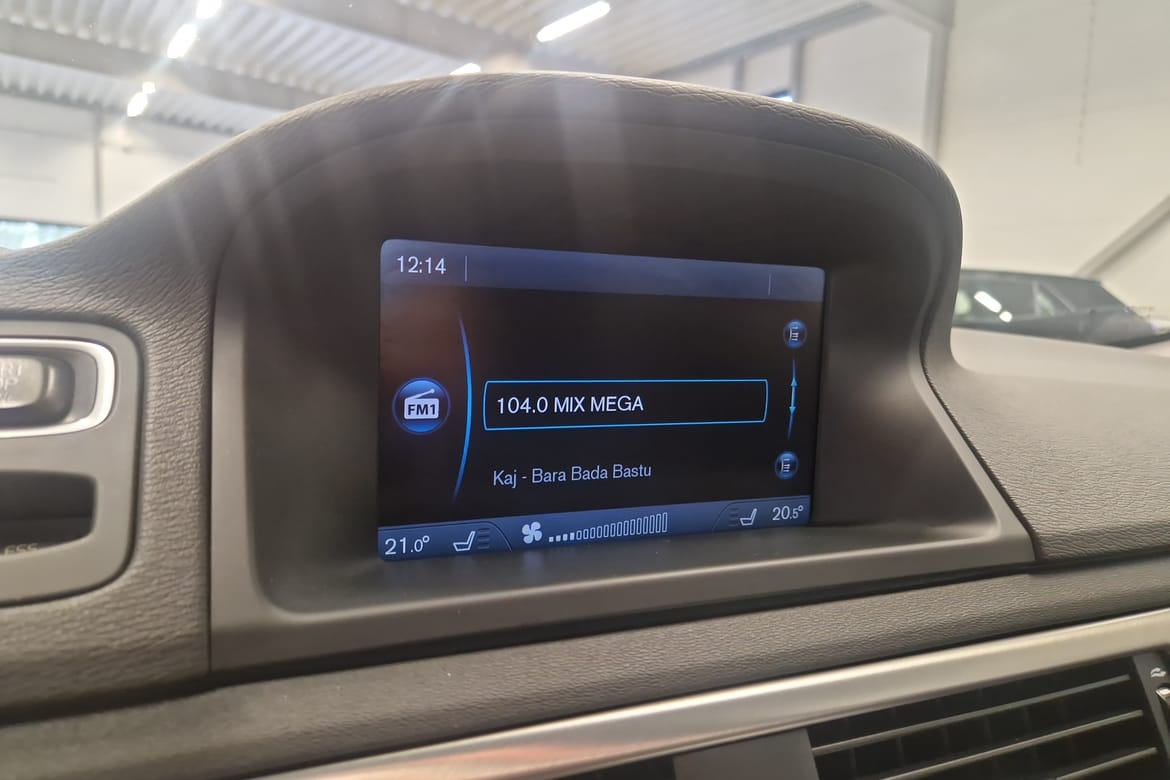 12:14
FM1
104.0 MIX MEGA
Kaj - Bara Bada Bastu
21.0°
20.5°